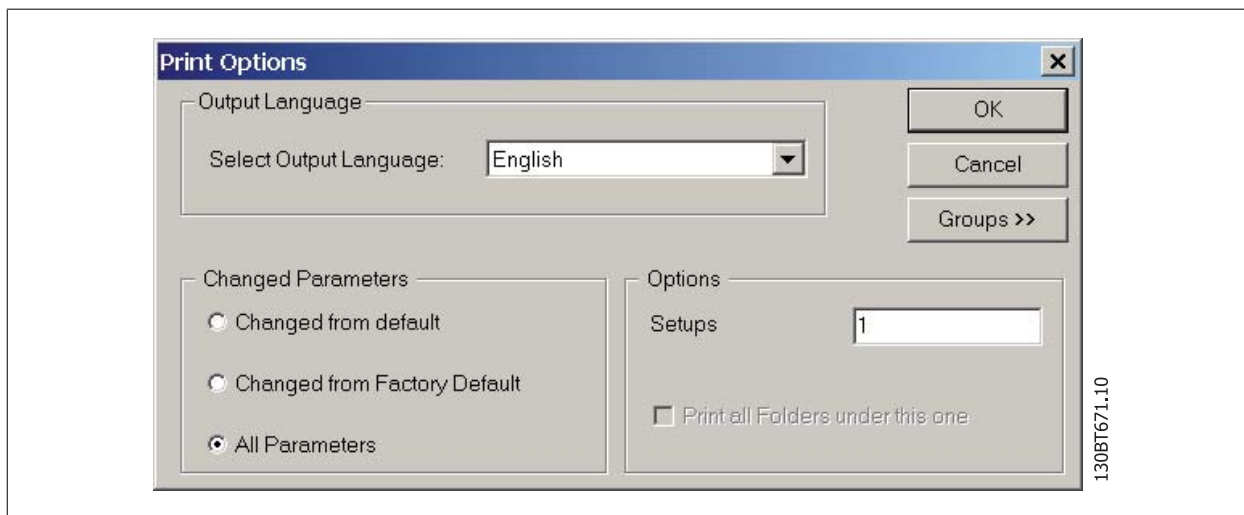 Print Options
Output Language
Select Output Language: English
OK
Cancel
Groups >>
Changed Parameters
Changed from default
Changed from Factory Default
All Parameters
Options
Setups 1
Print all Folders under this one
130BT671.10